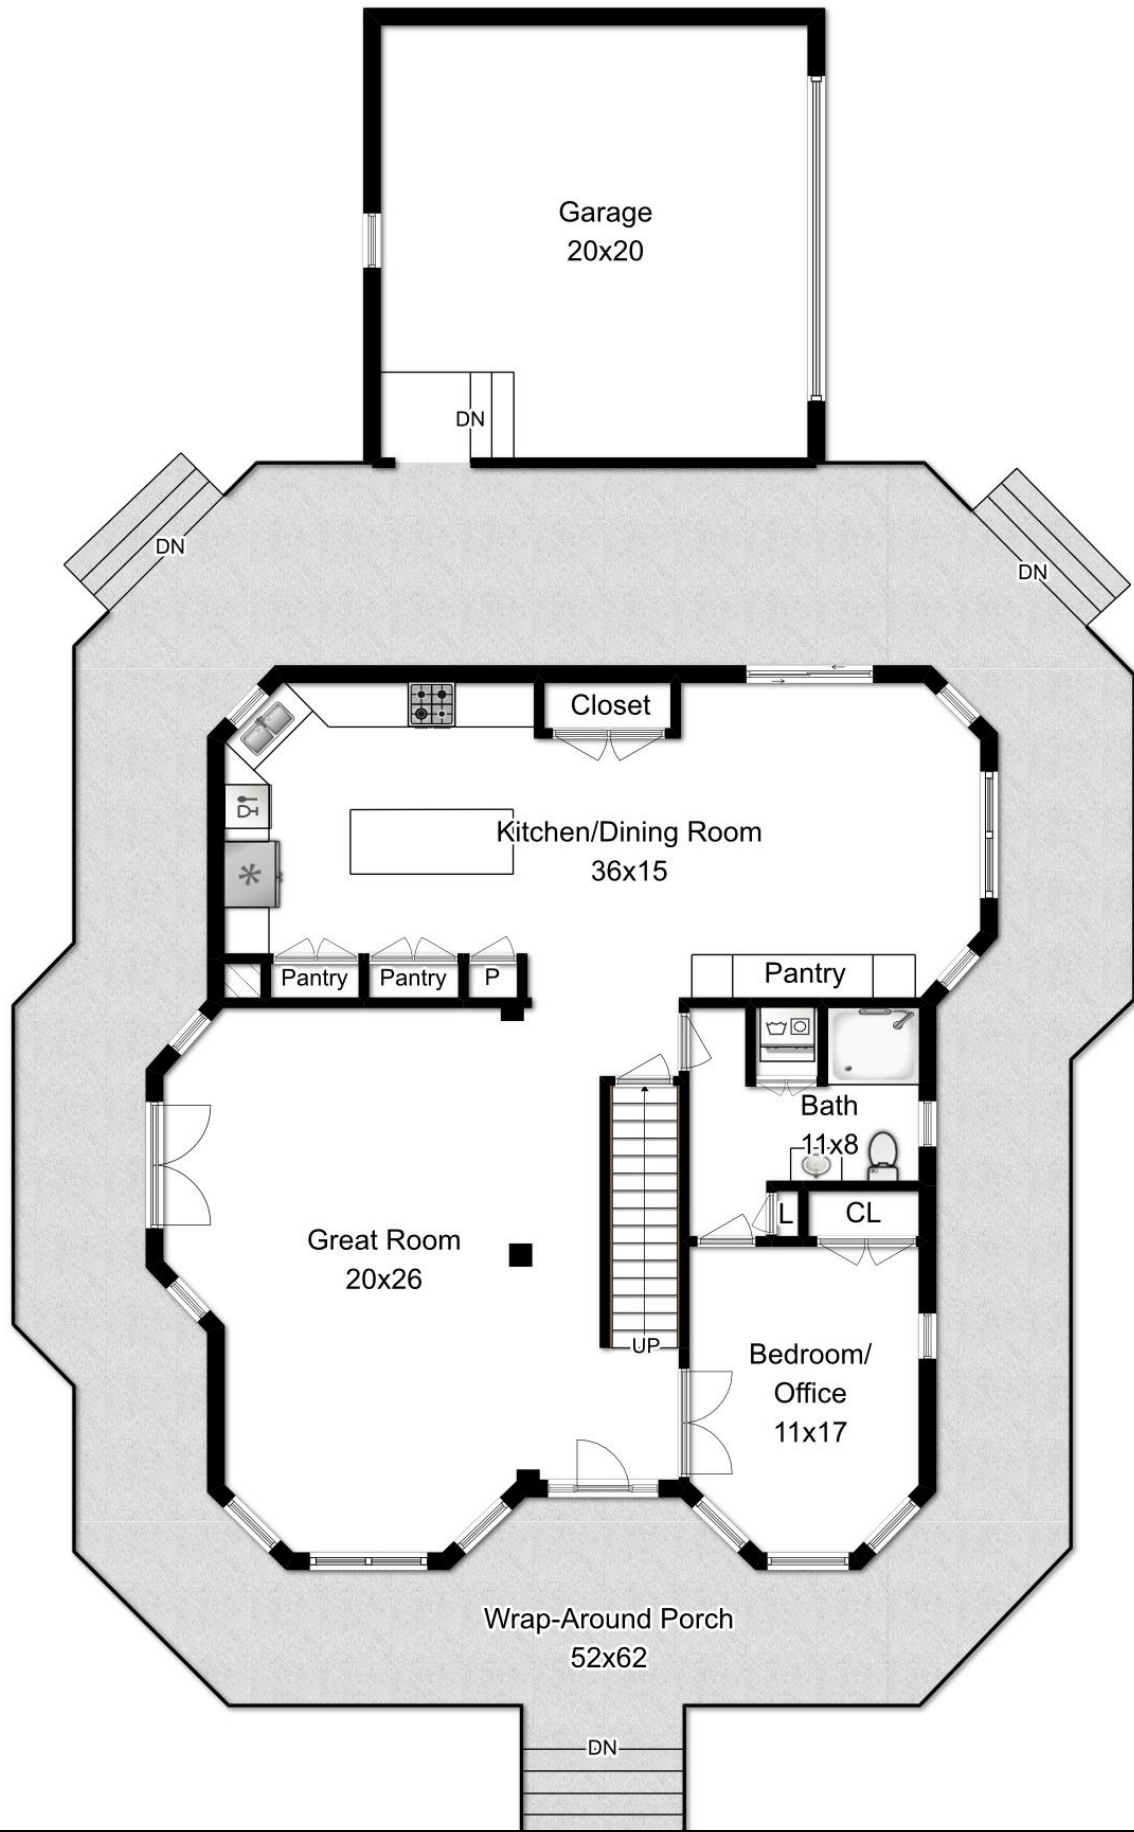 Garage
20x20
DN
DN
DN
Closet
Kitchen/Dining Room
36x15
Pantry
Pantry
P
Pantry
Bath
11x8
L
CL
Great Room
20x26
UP
Bedroom/
Office
11x17
Wrap-Around Porch
52x62
DN